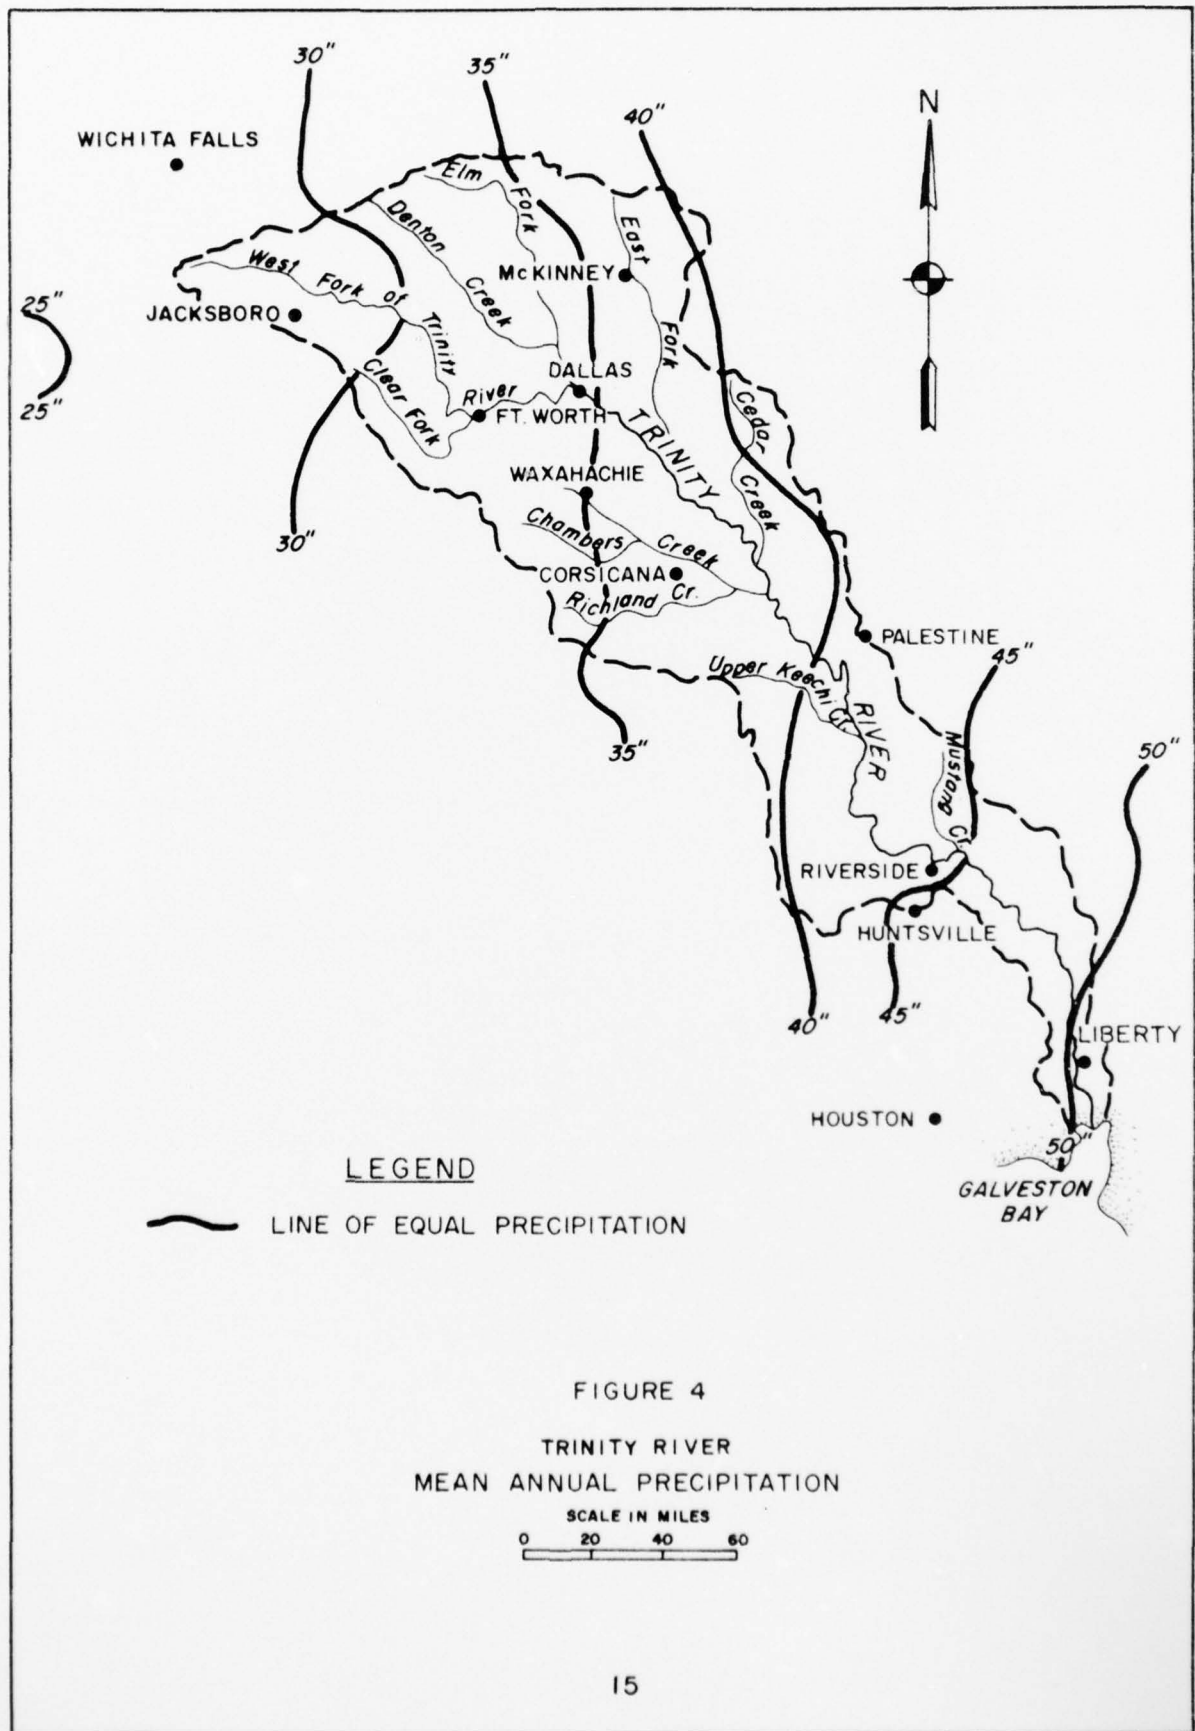 30"
35"
40"
N
WICHITA FALLS
Elm Fork
Denton Creek
East Fork
West Fork of Trinity River
McKINNEY
25"
JACKSBORO
25"
Clear Fork
DALLAS
FT. WORTH
TRINITY RIVER
Cedar Creek
WAXAHACHIE
Chambers Creek
30"
CORSICANA
Richland Cr.
PALESTINE
45"
Upper Keechi Cr.
35"
Mustang Cr.
50"
RIVERSIDE
HUNTSVILLE
40"
45"
LIBERTY
HOUSTON
50"
GALVESTON
BAY
LEGEND
LINE OF EQUAL PRECIPITATION
FIGURE 4
TRINITY RIVER
MEAN ANNUAL PRECIPITATION
SCALE IN MILES
0 20 40 60
15